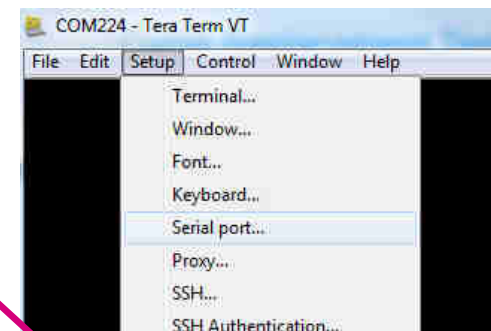 COM224 - Tera Term VT
File Edit Setup Control Window Help
Terminal...
Window...
Font...
Keyboard...
Serial port...
Proxy...
SSH...
SSH Authentication...